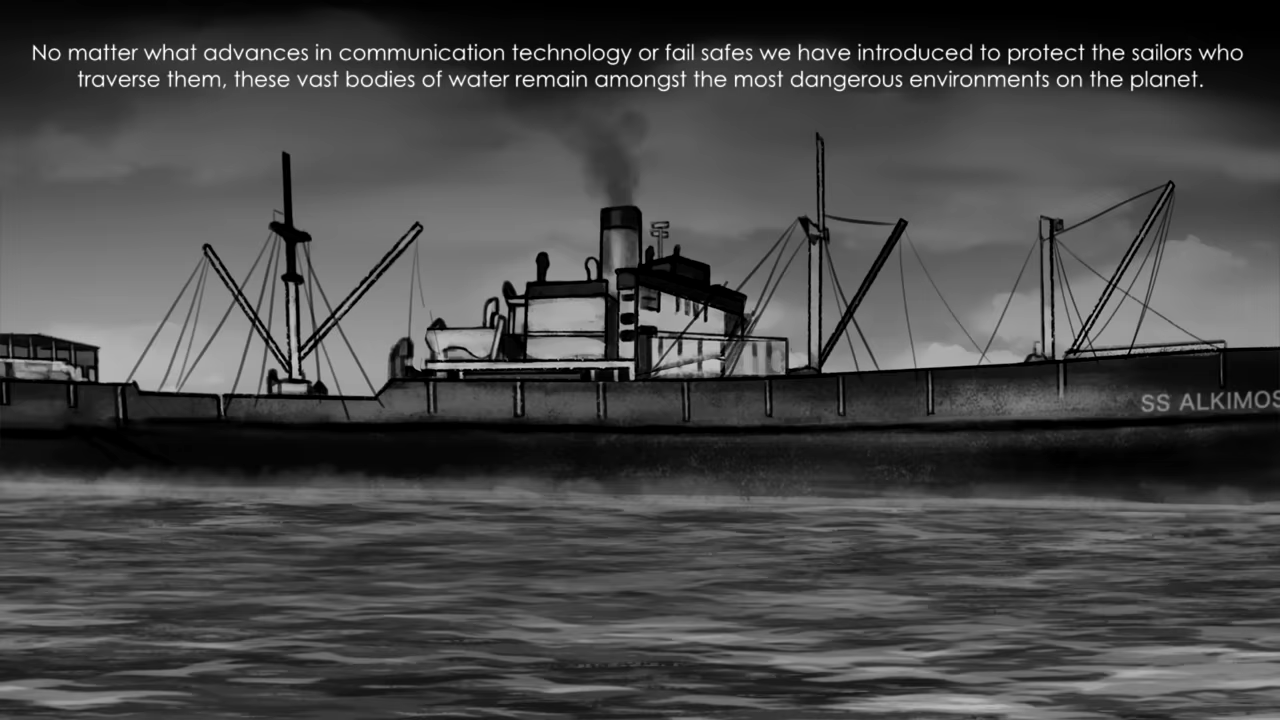 No matter what advances in communication technology or fail safes we have introduced to protect the sailors who
traverse them, these vast bodies of water remain amongst the most dangerous environments on the planet.
SS ALKIMOS